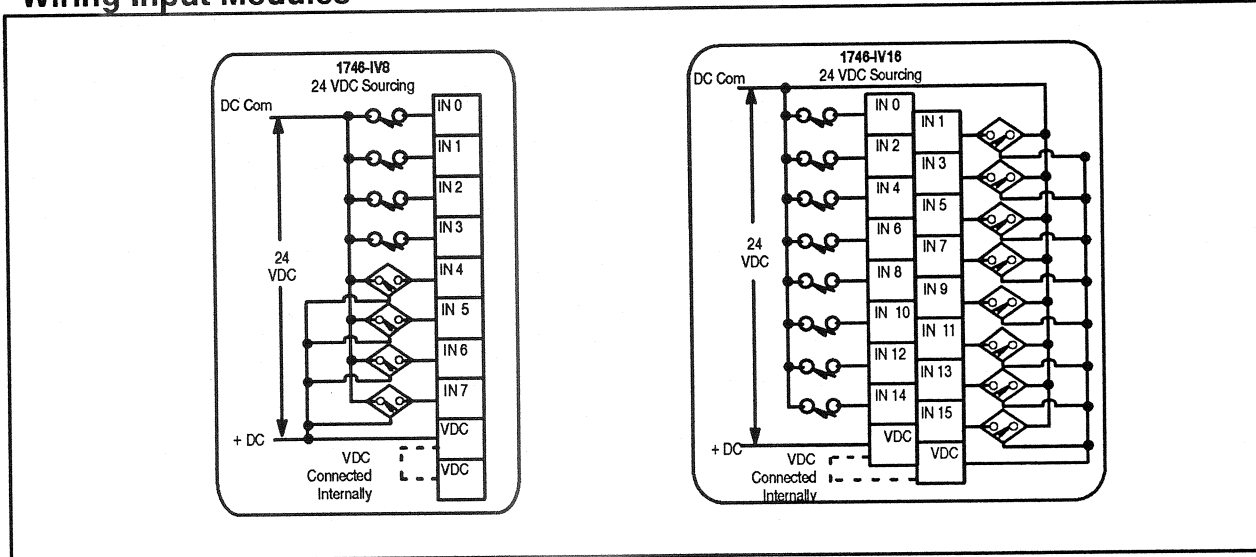 Wiring Input Modules
1746-IV8
24 VDC Sourcing
DC Com
IN 0
IN 1
IN 2
IN 3
24
VDC
IN 4
IN 5
IN 6
IN 7
+ DC
VDC
VDC
Connected
Internally
VDC
1746-IV16
24 VDC Sourcing
DC Com
IN 0
IN 1
IN 2
IN 3
IN 4
IN 5
IN 6
IN 7
24
VDC
IN 8
IN 9
IN 10
IN 11
IN 12
IN 13
IN 14
IN 15
+ DC
VDC
VDC
VDC
Connected
Internally